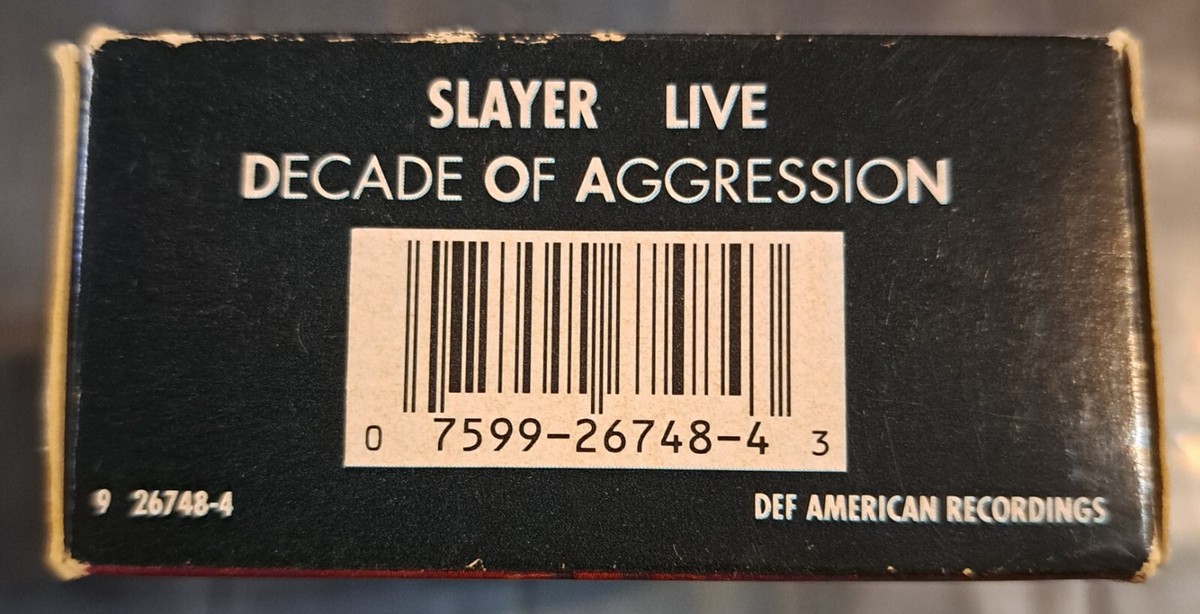 SLAYER LIVE
DECADE OF AGGRESSION
0 7599-26748-4 3
9 26748-4 DEF AMERICAN RECORDINGS